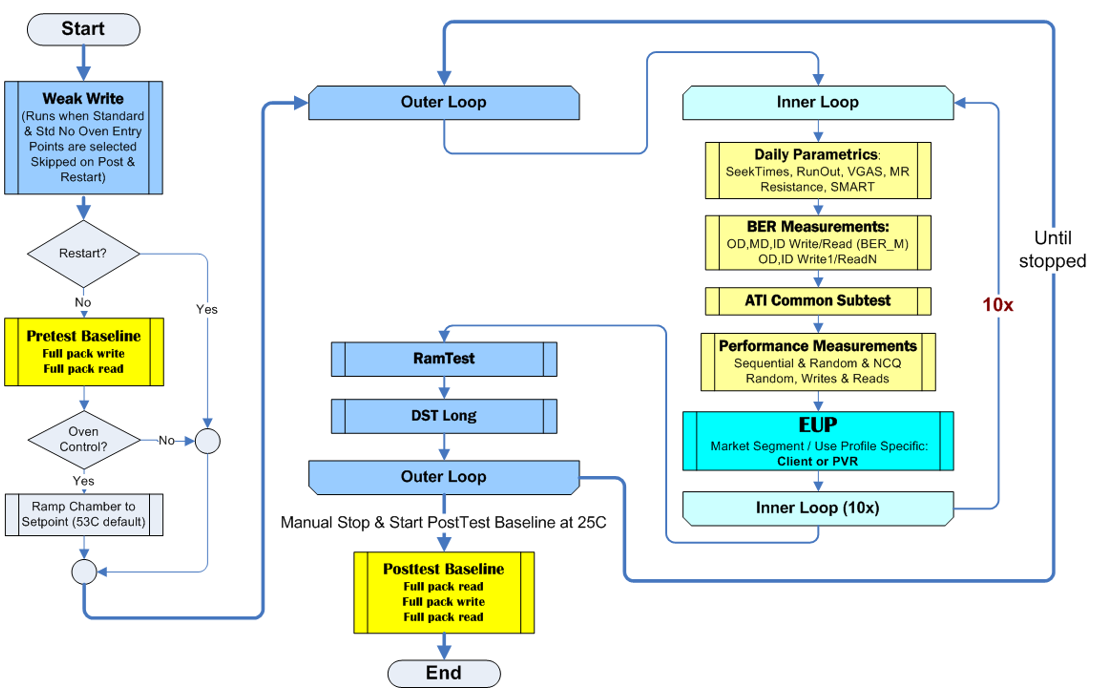 Start
Weak Write
(Runs when Standard
& Std No Oven Entry
Points are selected
Skipped on Post &
Restart)
Restart?
No
Yes
Pretest Baseline
Full pack write
Full pack read
Oven
Control?
No
Yes
Ramp Chamber to
Setpoint (53C default)
Outer Loop
Inner Loop
Daily Parametrics:
SeekTimes, RunOut, VGAS, MR
Resistance, SMART
BER Measurements:
OD,MD,ID Write/Read (BER_M)
OD,ID Write1/ReadN
ATI Common Subtest
Performance Measurements
Sequential & Random & NCQ
Random, Writes & Reads
EUP
Market Segment / Use Profile Specific:
Client or PVR
Inner Loop (10x)
10x
Until
stopped
RamTest
DST Long
Outer Loop
Manual Stop & Start PostTest Baseline at 25C
Posttest Baseline
Full pack read
Full pack write
Full pack read
End